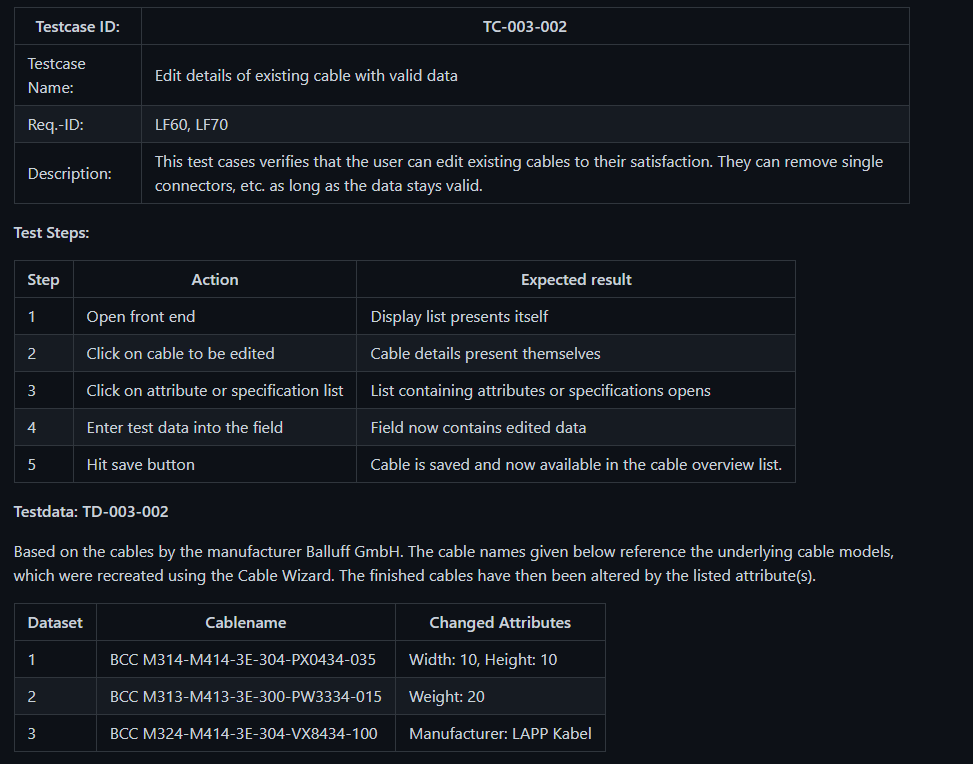 Testcase ID: TC-003-002
Testcase
Name:
Edit details of existing cable with valid data
Req.-ID: LF60, LF70
Description:
This test cases verifies that the user can edit existing cables to their satisfaction. They can remove single
connectors, etc. as long as the data stays valid.
Test Steps:
Step Action Expected result
1 Open front end Display list presents itself
2 Click on cable to be edited Cable details present themselves
3 Click on attribute or specification list List containing attributes or specifications opens
4 Enter test data into the field Field now contains edited data
5 Hit save button Cable is saved and now available in the cable overview list.
Testdata: TD-003-002
Based on the cables by the manufacturer Balluff GmbH. The cable names given below reference the underlying cable models,
which were recreated using the Cable Wizard. The finished cables have then been altered by the listed attribute(s).
Dataset Cablename Changed Attributes
1 BCC M314-M414-3E-304-PX0434-035 Width: 10, Height: 10
2 BCC M313-M413-3E-300-PW3334-015 Weight: 20
3 BCC M324-M414-3E-304-VX8434-100 Manufacturer: LAPP Kabel